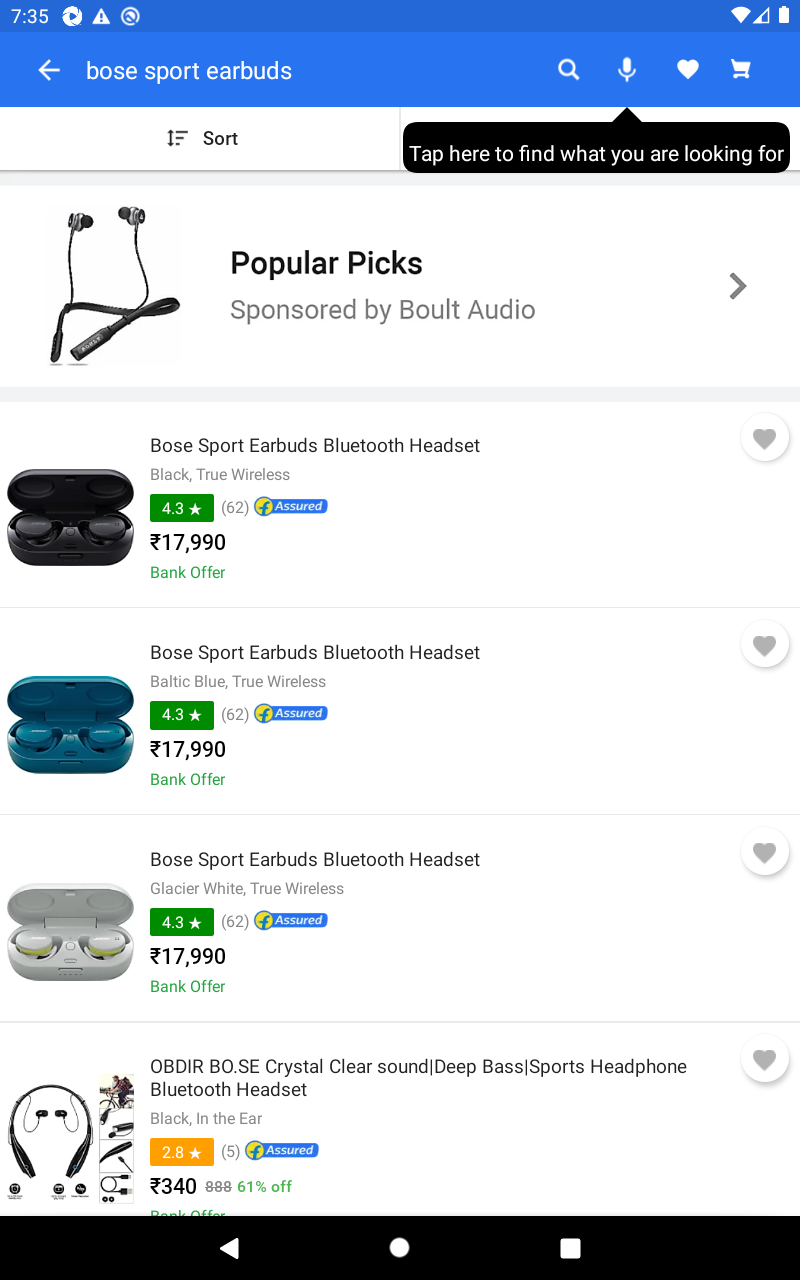 7:35
bose sport earbuds
Sort
Tap here to find what you are looking for
Popular Picks
Sponsored by Boult Audio
Bose Sport Earbuds Bluetooth Headset
Black, True Wireless
4.3 ★ (62) Assured
₹17,990
Bank Offer
Bose Sport Earbuds Bluetooth Headset
Baltic Blue, True Wireless
4.3 ★ (62) Assured
₹17,990
Bank Offer
Bose Sport Earbuds Bluetooth Headset
Glacier White, True Wireless
4.3 ★ (62) Assured
₹17,990
Bank Offer
OBDIR BO.SE Crystal Clear sound|Deep Bass|Sports Headphone
Bluetooth Headset
Black, In the Ear
2.8 ★ (5) Assured
₹340 888 61% off
Bank Offer